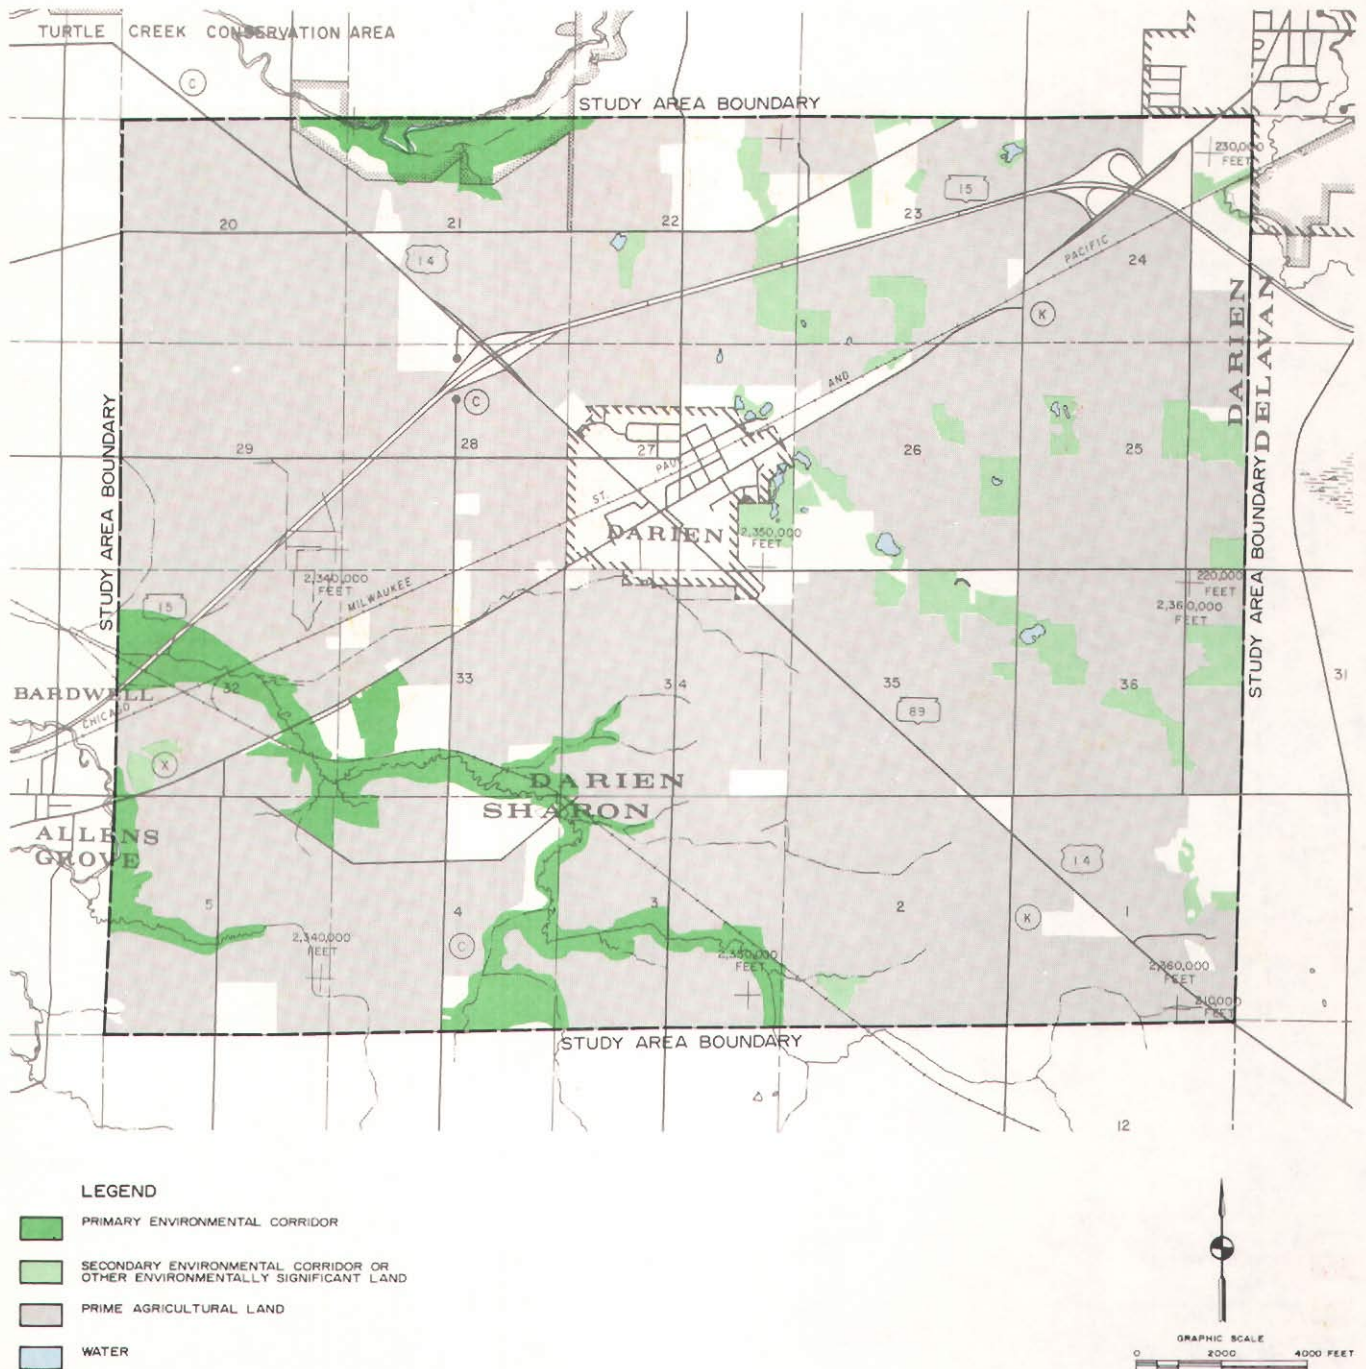 TURTLE CREEK CONSERVATION AREA
C
STUDY AREA BOUNDARY
230,000
FEET
15
20
21
22
23
14
PACIFIC
24
K
DARIEN
DELAVAN
STUDY AREA BOUNDARY
C
AND
29
28
27
26
25
PAUL
ST.
DARIEN
2,350,000
FEET
STUDY AREA BOUNDARY
2,340,000
FEET
MILWAUKEE
15
220,000
FEET
2,360,000
FEET
BARDWELL
CHICAGO
32
33
34
35
36
31
89
X
DARIEN
SHARON
ALLENS
GROVE
14
5
4
3
2
1
K
C
2,340,000
FEET
2,350,000
FEET
2,360,000
FEET
210,000
FEET
STUDY AREA BOUNDARY
12
LEGEND
PRIMARY ENVIRONMENTAL CORRIDOR
SECONDARY ENVIRONMENTAL CORRIDOR OR
OTHER ENVIRONMENTALLY SIGNIFICANT LAND
PRIME AGRICULTURAL LAND
WATER
GRAPHIC SCALE
0 2000 4000 FEET